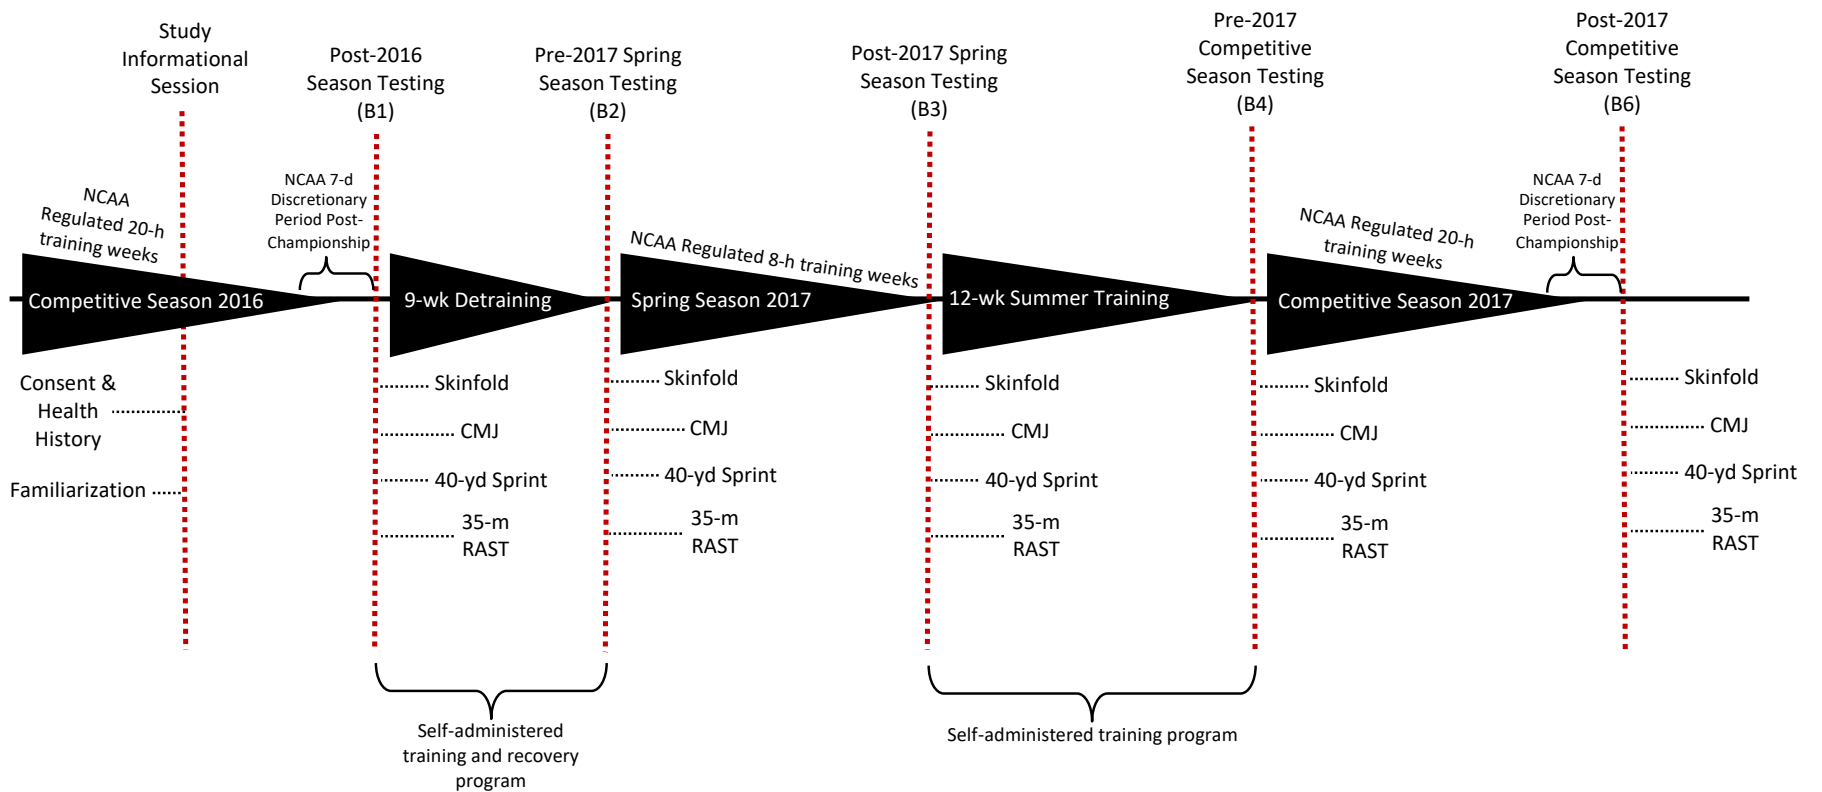 Study
Informational
Session
Post-2016
Season Testing
(B1)
Pre-2017 Spring
Season Testing
(B2)
Post-2017 Spring
Season Testing
(B3)
Pre-2017
Competitive
Season Testing
(B4)
Post-2017
Competitive
Season Testing
(B6)
NCAA
Regulated 20-h
training weeks
NCAA 7-d
Discretionary
Period Post-
Championship
NCAA Regulated 8-h training weeks
NCAA Regulated 20-h
training weeks
NCAA 7-d
Discretionary
Period Post-
Championship
Competitive Season 2016
9-wk Detraining
Spring Season 2017
12-wk Summer Training
Competitive Season 2017
Consent &
Health
History
Familiarization
Skinfold
CMJ
40-yd Sprint
35-m
RAST
Skinfold
CMJ
40-yd Sprint
35-m
RAST
Skinfold
CMJ
40-yd Sprint
35-m
RAST
Skinfold
CMJ
40-yd Sprint
35-m
RAST
Skinfold
CMJ
40-yd Sprint
35-m
RAST
Self-administered
training and recovery
program
Self-administered training program